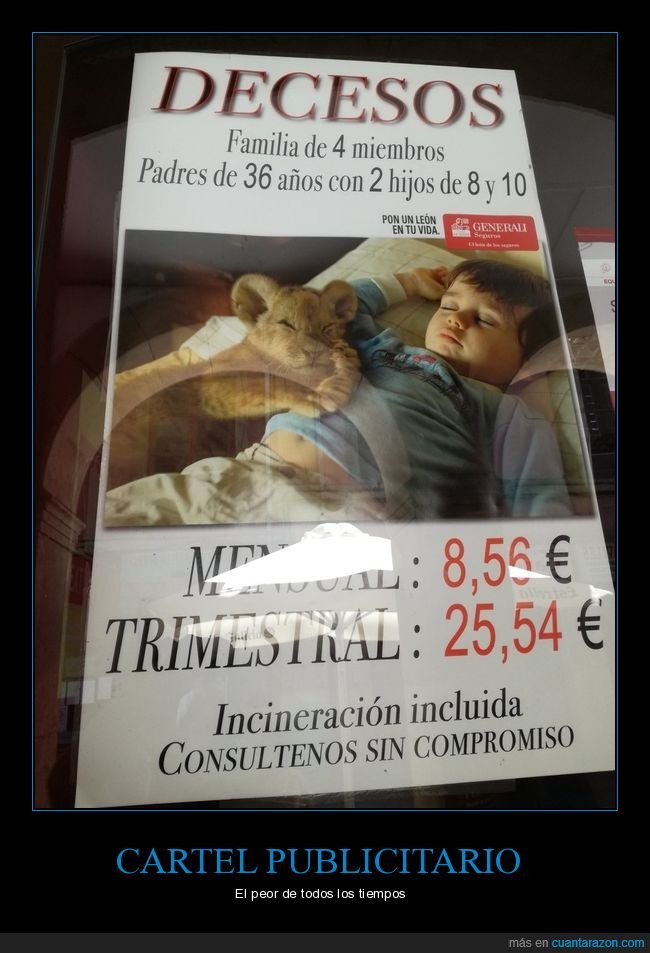 DECESOS
Familia de 4 miembros
Padres de 36 años con 2 hijos de 8 y 10
PON UN LEÓN
EN TU VIDA.
GENERALI
Seguros
El león de los seguros
MENSUAL : 8,56 €
TRIMESTRAL : 25,54 €
Incineración incluida
CONSULTENOS SIN COMPROMISO
CARTEL PUBLICITARIO
El peor de todos los tiempos
más en cuantarazon.com